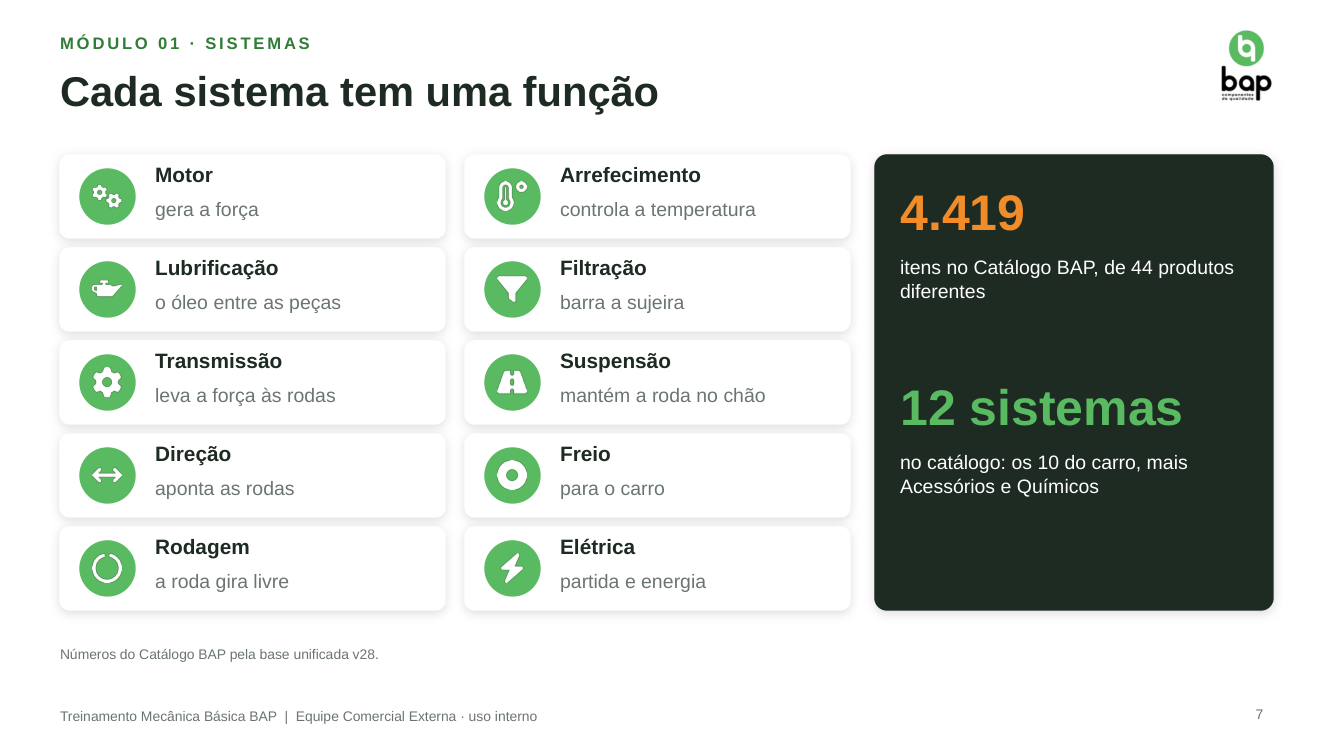 MÓDULO 01 · SISTEMAS
Cada sistema tem uma função
bap
componentes
de qualidade
Motor
gera a força
Arrefecimento
controla a temperatura
Lubrificação
o óleo entre as peças
Filtração
barra a sujeira
Transmissão
leva a força às rodas
Suspensão
mantém a roda no chão
Direção
aponta as rodas
Freio
para o carro
Rodagem
a roda gira livre
Elétrica
partida e energia
4.419
itens no Catálogo BAP, de 44 produtos
diferentes
12 sistemas
no catálogo: os 10 do carro, mais
Acessórios e Químicos
Números do Catálogo BAP pela base unificada v28.
Treinamento Mecânica Básica BAP | Equipe Comercial Externa · uso interno
7